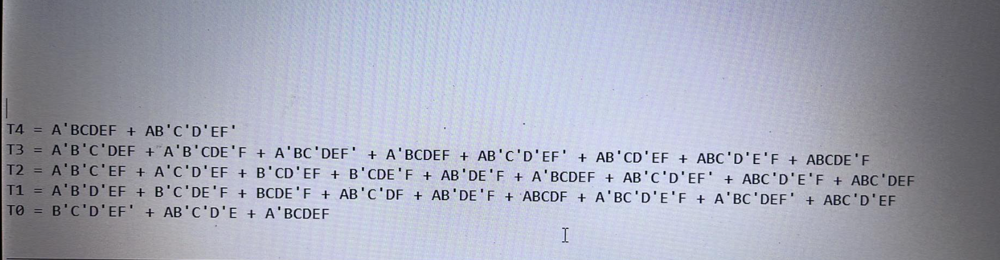 T4 = A'BCDEF + AB'C'D'EF'
T3 = A'B'C'DEF + A'B'CDE'F + A'BC'DEF' + A'BCDEF + AB'C'D'EF' + AB'CD'EF + ABC'D'E'F + ABCDE'F
T2 = A'B'C'EF + A'C'D'EF + B'CD'EF + B'CDE'F + AB'DE'F + A'BCDEF + AB'C'D'EF' + ABC'D'E'F + ABC'DEF
T1 = A'B'D'EF + B'C'DE'F + BCDE'F + AB'C'DF + AB'DE'F + ABCDF + A'BC'D'E'F + A'BC'DEF' + ABC'D'EF
T0 = B'C'D'EF' + AB'C'D'E + A'BCDEF